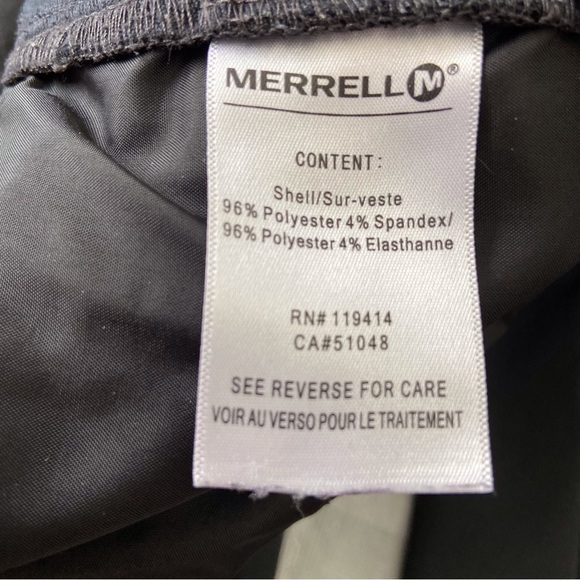 MERRELL M®
CONTENT:
Shell/Sur-veste
96% Polyester 4% Spandex/
96% Polyester 4% Elasthanne
RN# 119414
CA#51048
SEE REVERSE FOR CARE
VOIR AU VERSO POUR LE TRAITEMENT